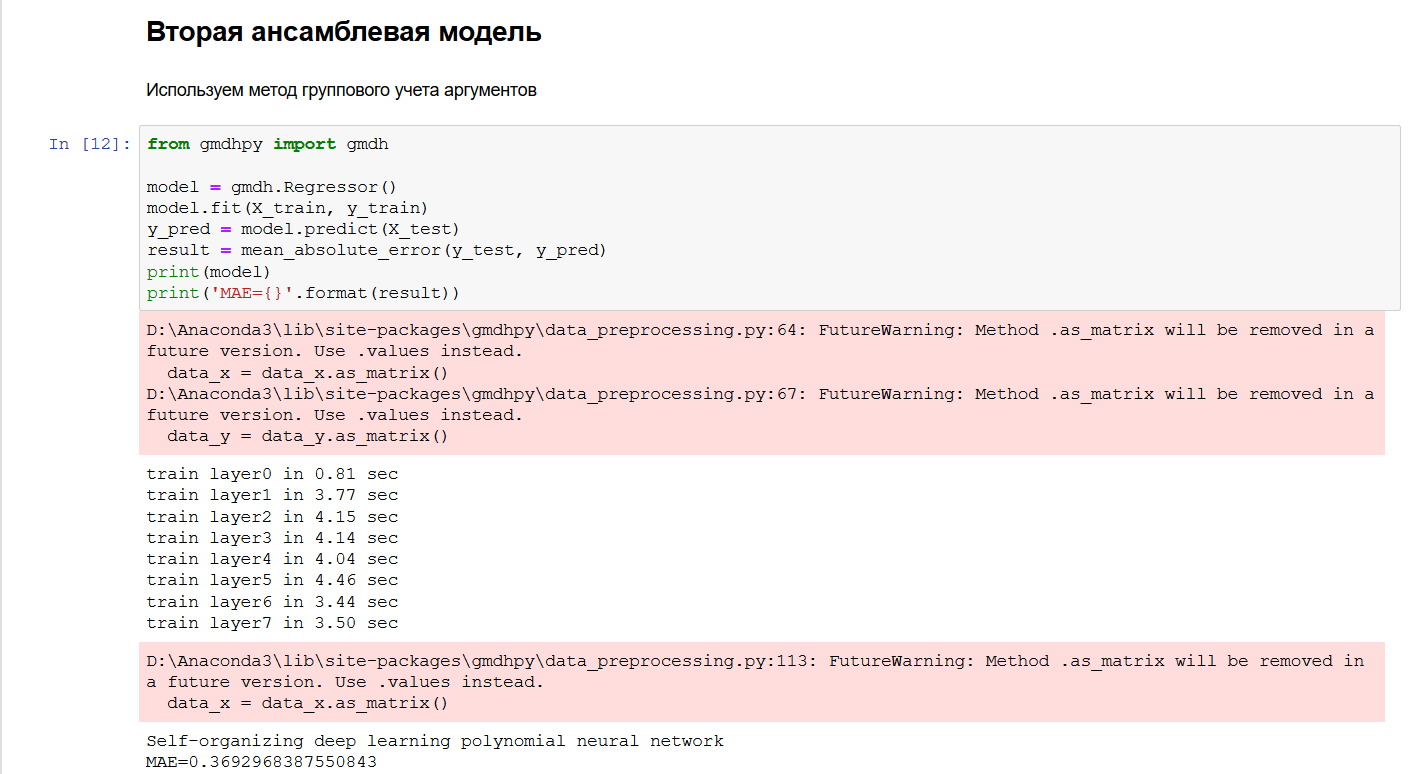 Вторая ансамблевая модель
Используем метод группового учета аргументов
In [12]: from gmdhpy import gmdh
model = gmdh.Regressor()
model.fit(X_train, y_train)
y_pred = model.predict(X_test)
result = mean_absolute_error(y_test, y_pred)
print(model)
print('MAE={}'.format(result))
D:\Anaconda3\lib\site-packages\gmdhpy\data_preprocessing.py:64: FutureWarning: Method .as_matrix will be removed in a
future version. Use .values instead.
  data_x = data_x.as_matrix()
D:\Anaconda3\lib\site-packages\gmdhpy\data_preprocessing.py:67: FutureWarning: Method .as_matrix will be removed in a
future version. Use .values instead.
  data_y = data_y.as_matrix()
train layer0 in 0.81 sec
train layer1 in 3.77 sec
train layer2 in 4.15 sec
train layer3 in 4.14 sec
train layer4 in 4.04 sec
train layer5 in 4.46 sec
train layer6 in 3.44 sec
train layer7 in 3.50 sec
D:\Anaconda3\lib\site-packages\gmdhpy\data_preprocessing.py:113: FutureWarning: Method .as_matrix will be removed in
a future version. Use .values instead.
  data_x = data_x.as_matrix()
Self-organizing deep learning polynomial neural network
MAE=0.3692968387550843